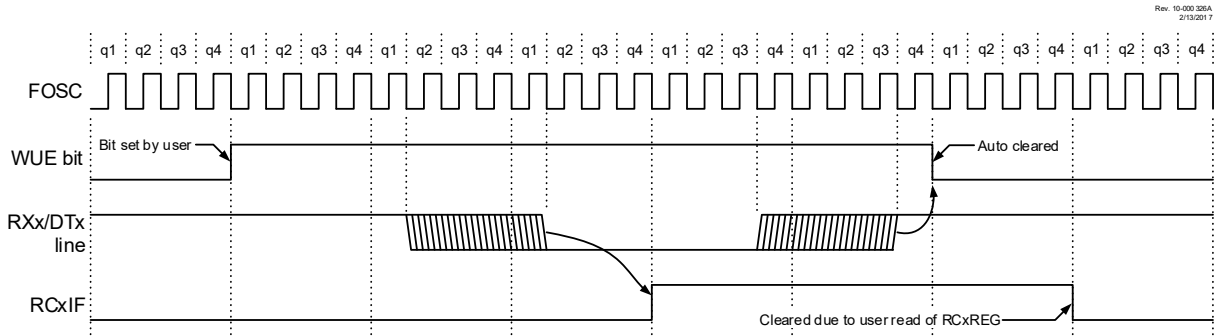 Rev. 10-000326A
2/13/2017
q1 q2 q3 q4 q1 q2 q3 q4 q1 q2 q3 q4 q1 q2 q3 q4 q1 q2 q3 q4 q1 q2 q3 q4 q1 q2 q3 q4 q1 q2 q3 q4
FOSC
WUE bit
Bit set by user
Auto cleared
RXx/DTx
line
RCxIF
Cleared due to user read of RCxREG